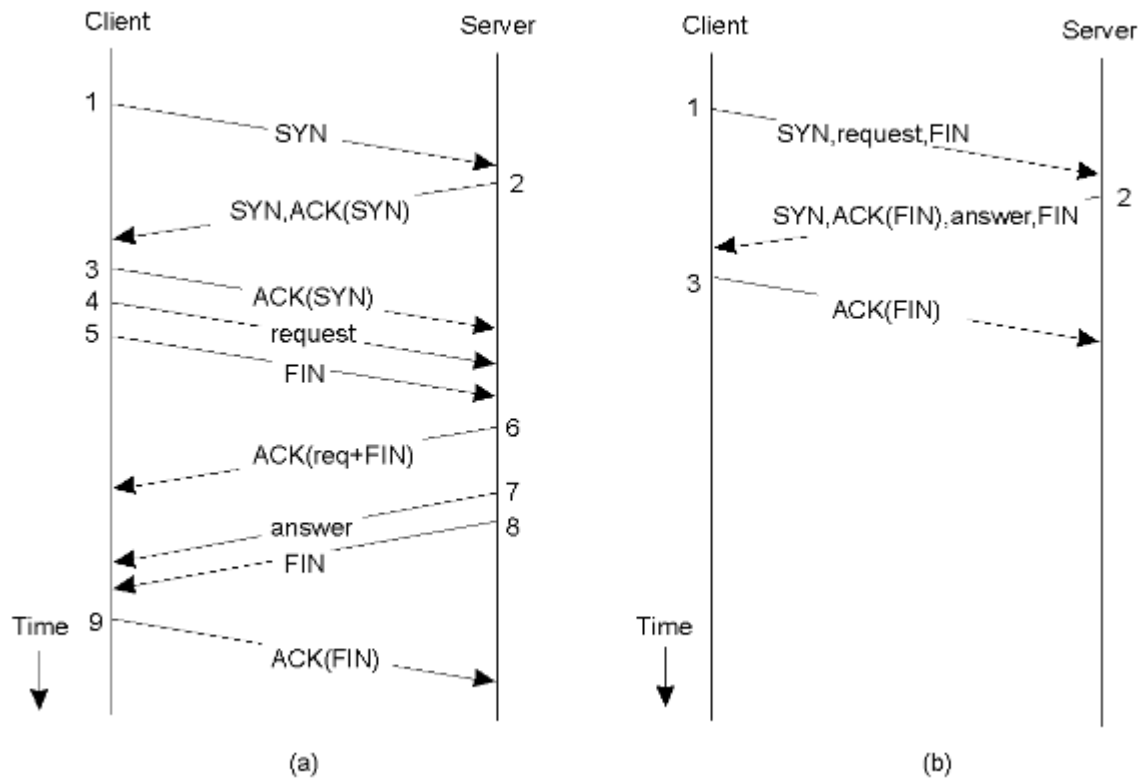 Client
Server
1
SYN
2
SYN,ACK(SYN)
3
ACK(SYN)
4
request
5
FIN
6
ACK(req+FIN)
7
answer
8
FIN
9
ACK(FIN)
Time
(a)
Client
Server
1
SYN,request,FIN
2
SYN,ACK(FIN),answer,FIN
3
ACK(FIN)
Time
(b)